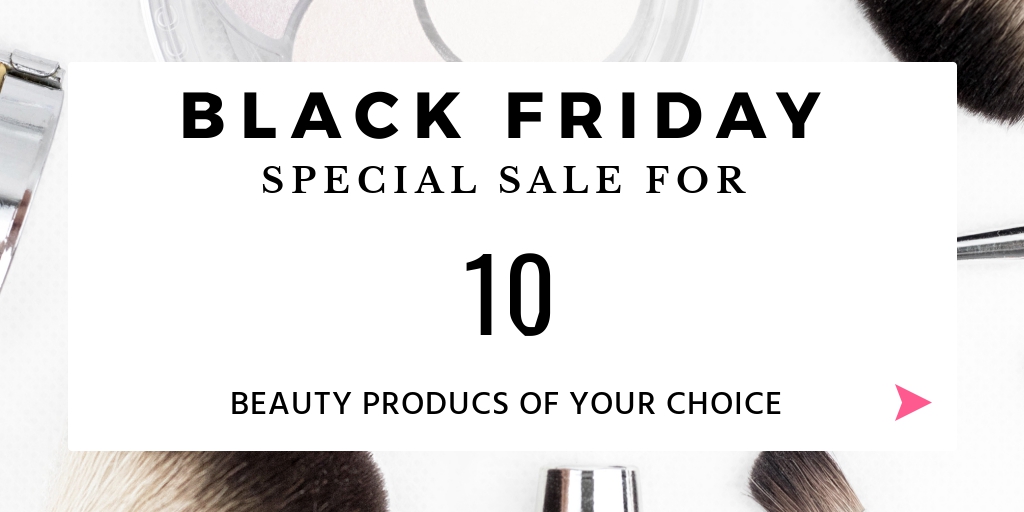 BLACK FRIDAY
SPECIAL SALE FOR
10
BEAUTY PRODUCS OF YOUR CHOICE